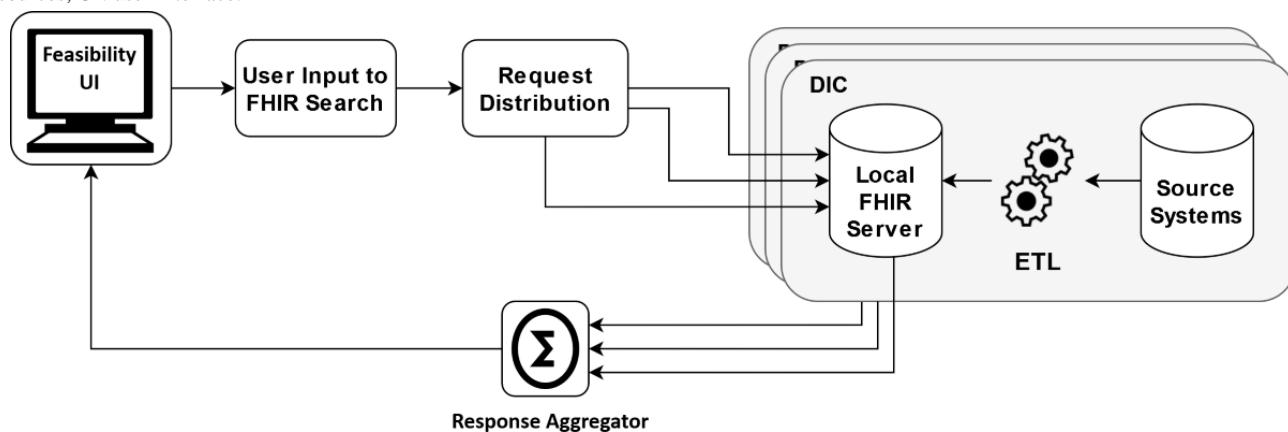 Feasibility
UI
User Input to
FHIR Search
Request
Distribution
DIC
Local
FHIR
Server
ETL
Source
Systems
Σ
Response Aggregator